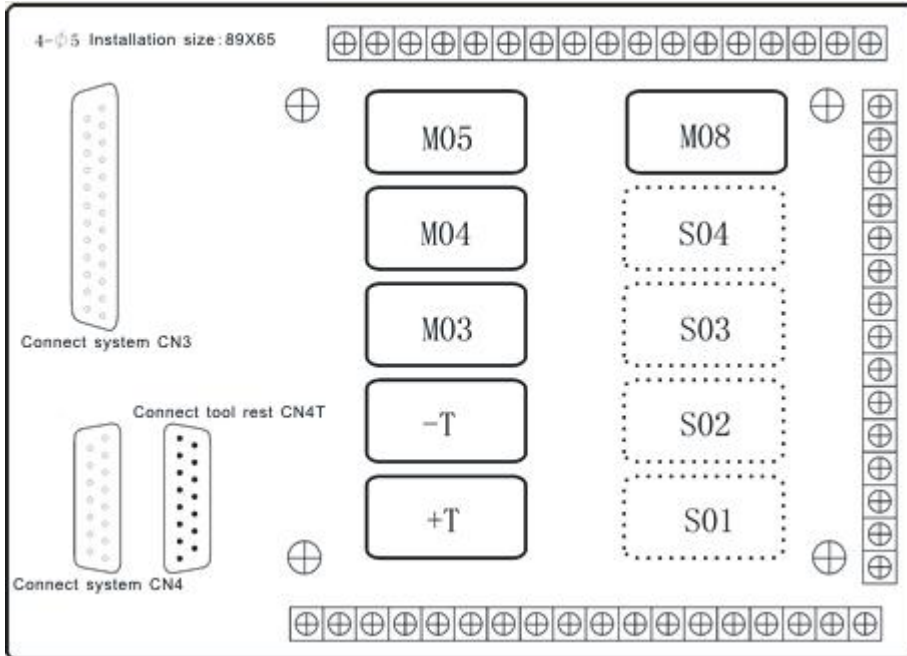 4-Φ5 Installation size:89X65
M05
M08
M04
S04
M03
S03
Connect system CN3
Connect tool rest CN4T
-T
S02
+T
S01
Connect system CN4